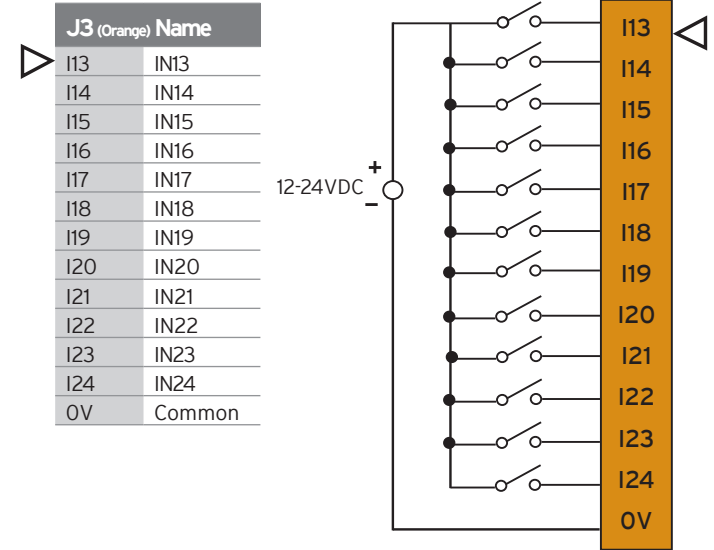 J3 (Orange) Name
I13 IN13
I14 IN14
I15 IN15
I16 IN16
I17 IN17
I18 IN18
I19 IN19
I20 IN20
I21 IN21
I22 IN22
I23 IN23
I24 IN24
0V Common
+
12-24VDC
−
I13
I14
I15
I16
I17
I18
I19
I20
I21
I22
I23
I24
0V